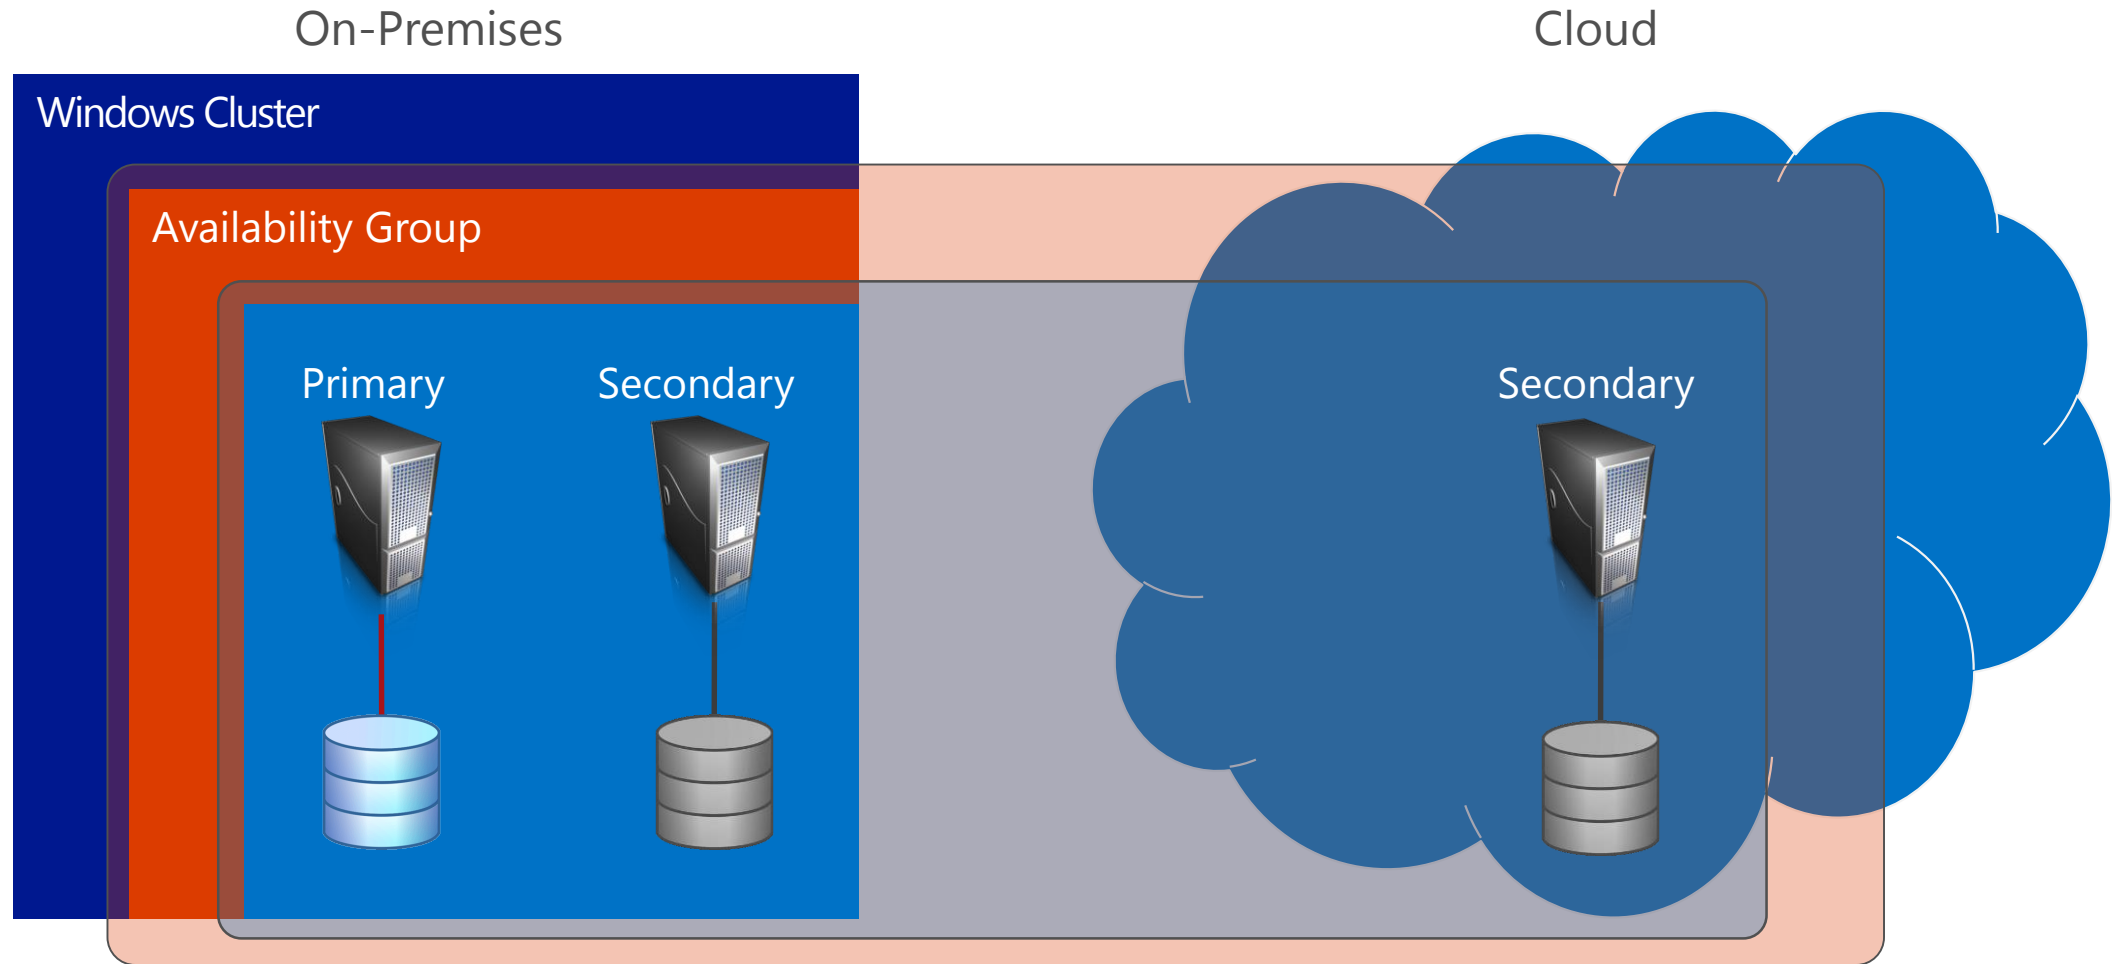 On-Premises
Cloud
Windows Cluster
Availability Group
Primary
Secondary
Secondary